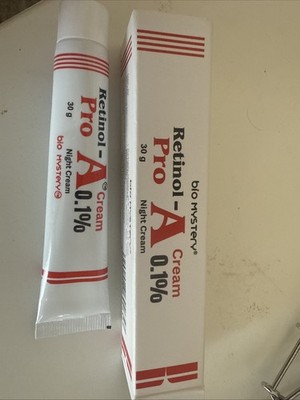 Retinol-
Pro A® Cream
0.1%
30 g
Night Cream
bio MYSTERY®
bio MYSTERY®
Retinol-
Pro A Cream
0.1%
30 g
Night Cream